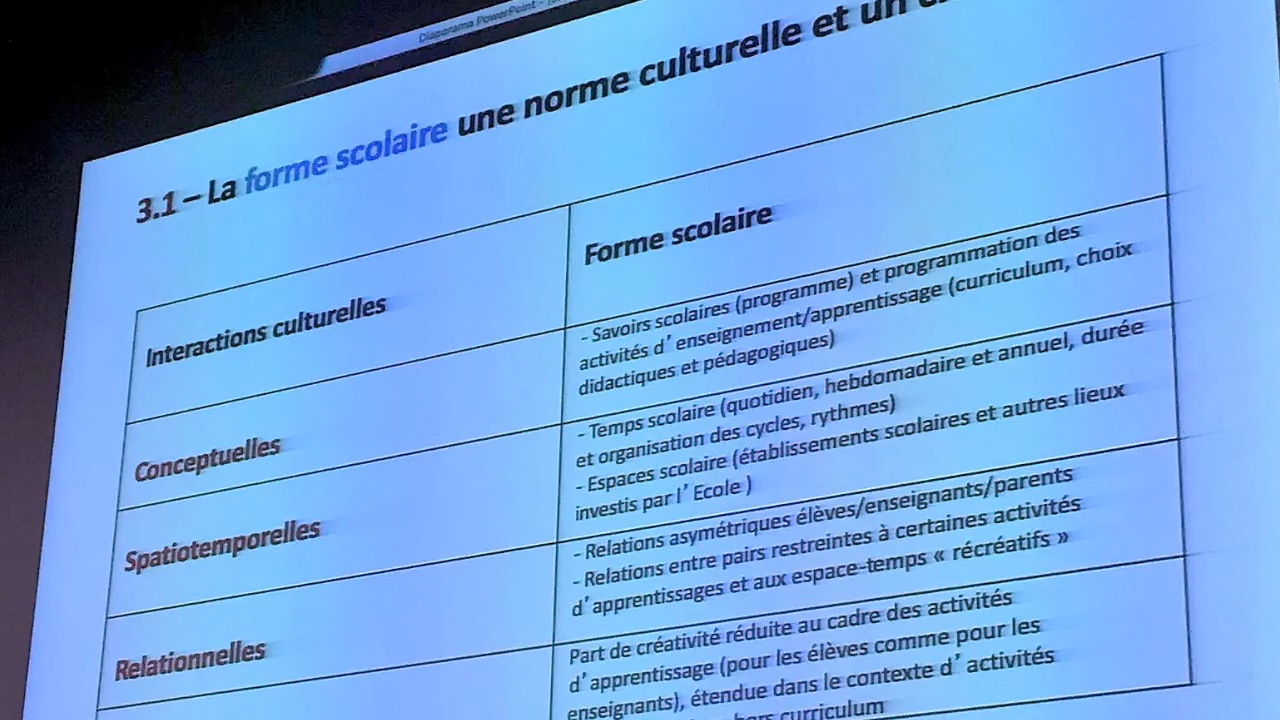 Diaporama PowerPoint -
3.1 – La forme scolaire une norme culturelle et un
Interactions culturelles
Forme scolaire
Conceptuelles
- Savoirs scolaires (programme) et programmation des
activités d’ enseignement/apprentissage (curriculum, choix
didactiques et pédagogiques)
Spatiotemporelles
- Temps scolaire (quotidien, hebdomadaire et annuel, durée
et organisation des cycles, rythmes)
- Espaces scolaire (établissements scolaires et autres lieux
investis par l’ Ecole )
Relationnelles
- Relations asymétriques élèves/enseignants/parents
- Relations entre pairs restreintes à certaines activités
d’ apprentissages et aux espace-temps « récréatifs »
Part de créativité réduite au cadre des activités
d’ apprentissage (pour les élèves comme pour les
enseignants), étendue dans le contexte d’ activités
hors curriculum